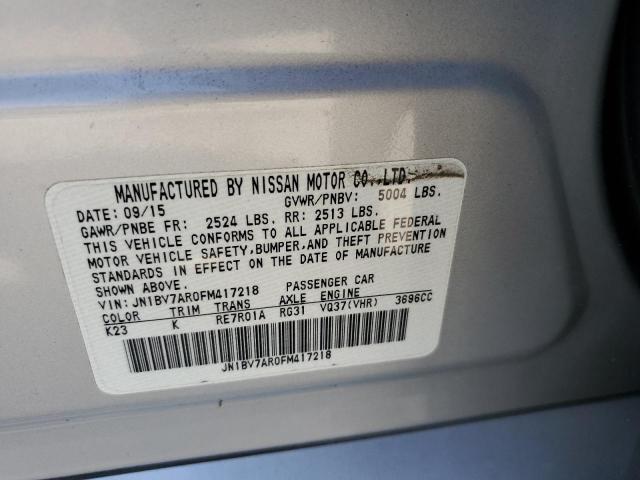 MANUFACTURED BY NISSAN MOTOR CO.,LTD.
DATE: 09/15 GVWR/PNBV: 5004 LBS.
GAWR/PNBE FR: 2524 LBS. RR: 2513 LBS.
THIS VEHICLE CONFORMS TO ALL APPLICABLE FEDERAL
MOTOR VEHICLE SAFETY,BUMPER,AND THEFT PREVENTION
STANDARDS IN EFFECT ON THE DATE OF MANUFACTURE
SHOWN ABOVE.
VIN: JN1BV7AR0FM417218 PASSENGER CAR
COLOR TRIM TRANS AXLE ENGINE
K23 K RE7R01A RG31 VQ37(VHR) 3696CC
JN1BV7AR0FM417218